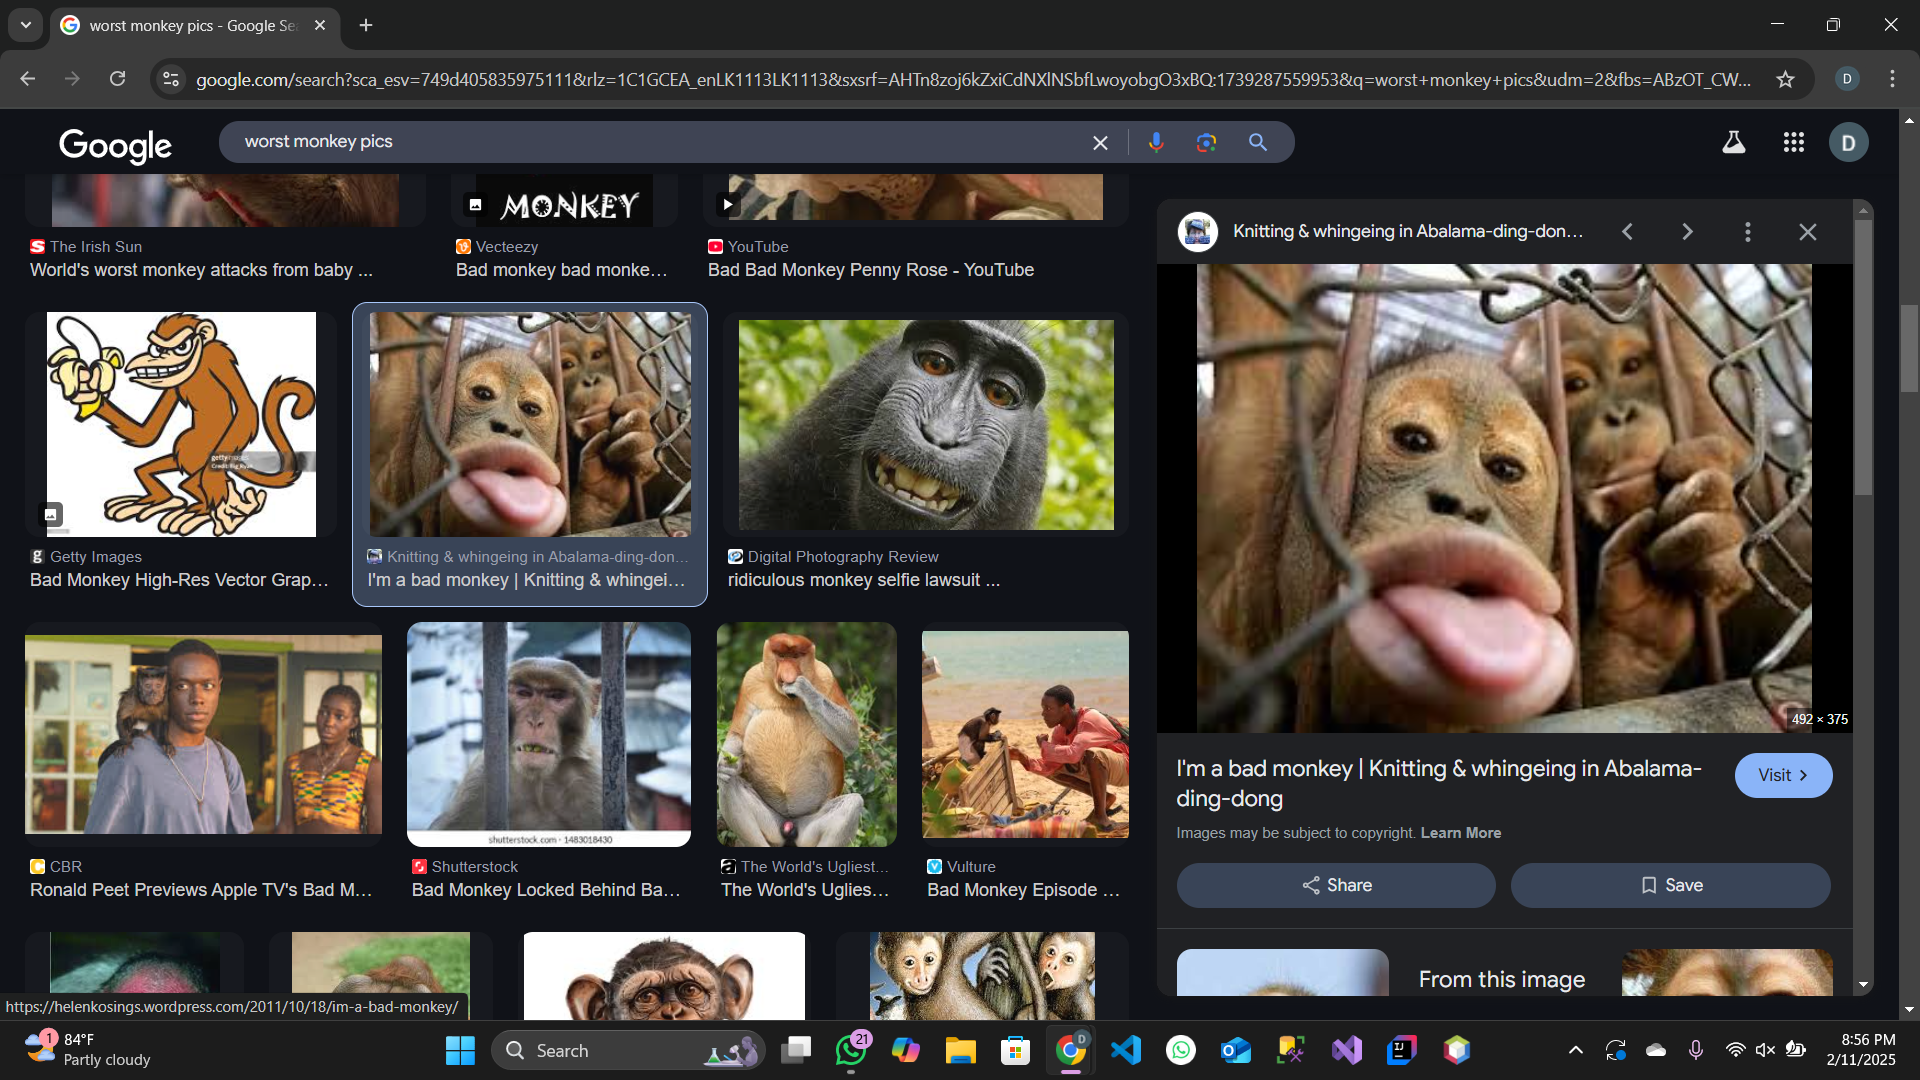 worst monkey pics - Google Se
google.com/search?sca_esv=749d405835975111&rlz=1C1GCEA_enLK1113LK1113&sxsrf=AHTn8zoj6kZxiCdNXlNSbfLwoyobgO3xBQ:1739287559953&q=worst+monkey+pics&udm=2&fbs=ABzOT_CW...
D
Google
worst monkey pics
D
MONKEY
The Irish Sun
World's worst monkey attacks from baby ...
Vecteezy
Bad monkey bad monke...
YouTube
Bad Bad Monkey Penny Rose - YouTube
gettyimages
Getty Images
Bad Monkey High-Res Vector Grap...
Knitting & whingeing in Abalama-ding-don...
I'm a bad monkey | Knitting & whingei...
Digital Photography Review
ridiculous monkey selfie lawsuit ...
CBR
Ronald Peet Previews Apple TV's Bad M...
shutterstock.com · 1483018430
Shutterstock
Bad Monkey Locked Behind Ba...
The World's Ugliest...
The World's Uglies...
Vulture
Bad Monkey Episode ...
Knitting & whingeing in Abalama-ding-don...
492 × 375
I'm a bad monkey | Knitting & whingeing in Abalama-
ding-dong
Visit
Images may be subject to copyright. Learn More
Share
Save
From this image
https://helenkosings.wordpress.com/2011/10/18/im-a-bad-monkey/
1
84°F
Partly cloudy
Search
21
D
IJ
8:56 PM
2/11/2025